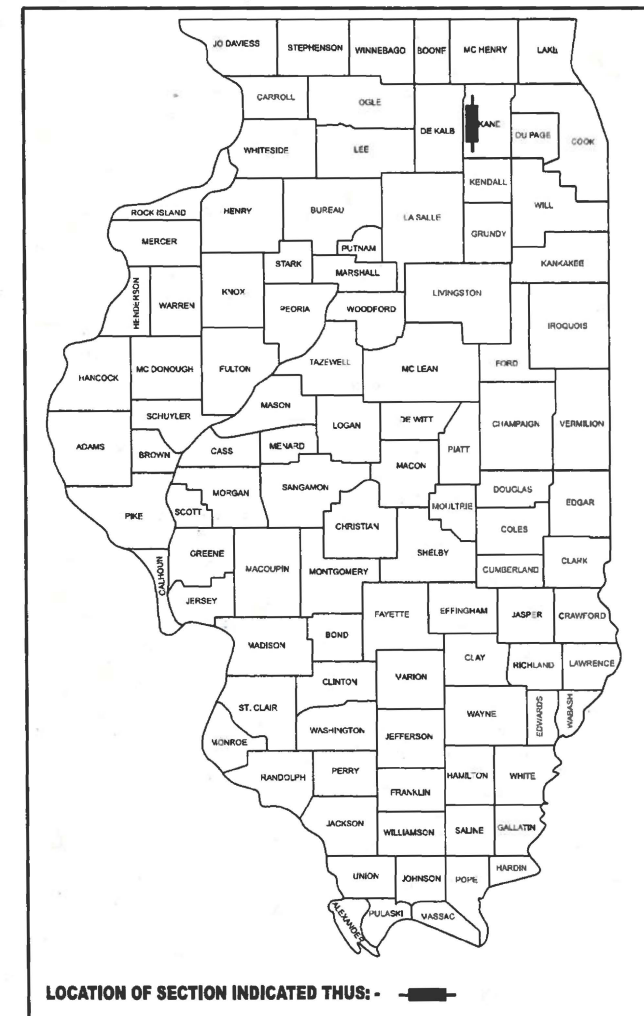 JO DAVIESS STEPHENSON WINNEBAGO BOONE MC HENRY LAKE
CARROLL OGLE DE KALB KANE DU PAGE COOK
WHITESIDE LEE
KENDALL
ROCK ISLAND HENRY BUREAU LA SALLE WILL
MERCER PUTNAM GRUNDY
STARK MARSHALL KANKAKEE
HENDERSON WARREN KNOX PEORIA WOODFORD LIVINGSTON IROQUOIS
HANCOCK MC DONOUGH FULTON TAZEWELL MC LEAN FORD
SCHUYLER MASON LOGAN DE WITT CHAMPAIGN VERMILION
ADAMS BROWN CASS MENARD MACON PIATT
PIKE SCOTT MORGAN SANGAMON CHRISTIAN MOULTRIE DOUGLAS EDGAR
COLES
GREENE MACOUPIN MONTGOMERY SHELBY CUMBERLAND CLARK
CALHOUN JERSEY FAYETTE EFFINGHAM JASPER CRAWFORD
MADISON BOND
CLAY RICHLAND LAWRENCE
CLINTON MARION
ST. CLAIR WAYNE EDWARDS WABASH
MONROE WASHINGTON JEFFERSON
RANDOLPH PERRY HAMILTON WHITE
FRANKLIN
JACKSON WILLIAMSON SALINE GALLATIN
UNION JOHNSON POPE HARDIN
ALEXANDER PULASKI MASSAC
LOCATION OF SECTION INDICATED THUS: -